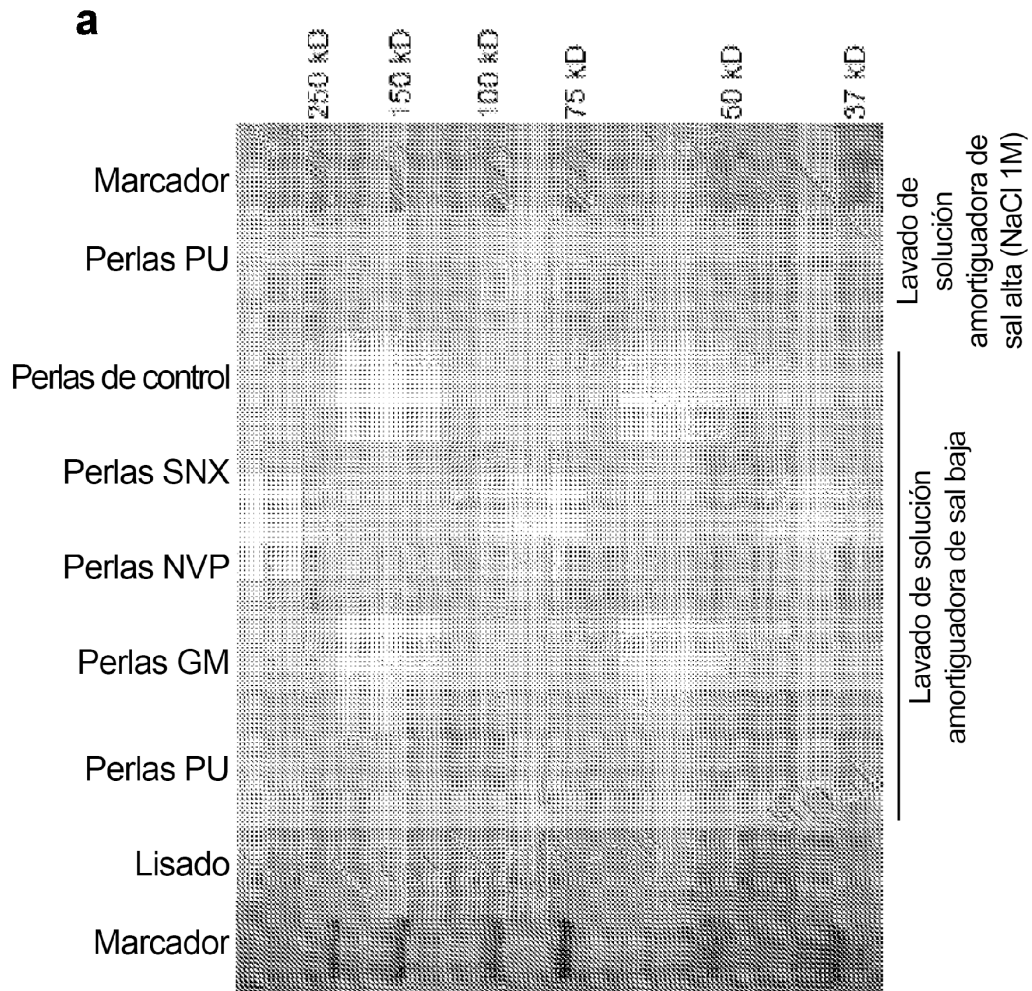 a
250 kD
150 kD
100 kD
75 kD
50 kD
37 kD
Marcador
Perlas PU
Perlas de control
Perlas SNX
Perlas NVP
Perlas GM
Perlas PU
Lisado
Marcador
Lavado de
solución
amortiguadora de
sal alta (NaCl 1M)
Lavado de solución
amortiguadora de sal baja